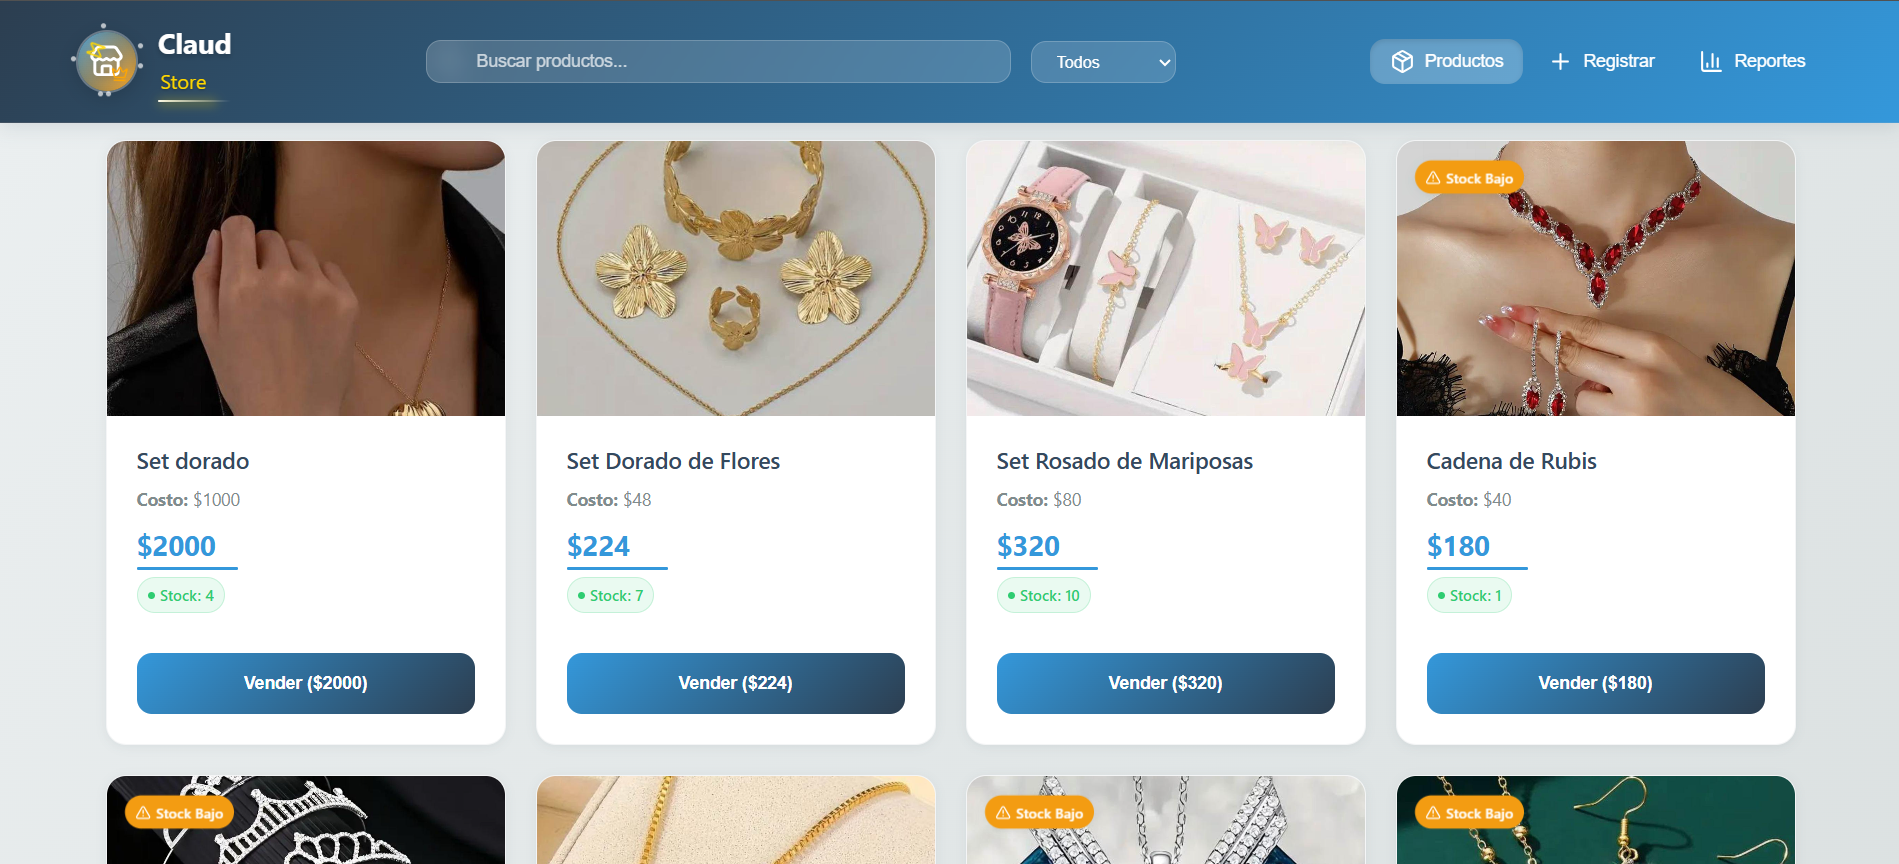 Claud
Store
Buscar productos...
Todos
Productos
Registrar
Reportes
Stock Bajo
Set dorado
Costo: $1000
$2000
Stock: 4
Vender ($2000)
Set Dorado de Flores
Costo: $48
$224
Stock: 7
Vender ($224)
Set Rosado de Mariposas
Costo: $80
$320
Stock: 10
Vender ($320)
Cadena de Rubis
Costo: $40
$180
Stock: 1
Vender ($180)
Stock Bajo
Stock Bajo
Stock Bajo